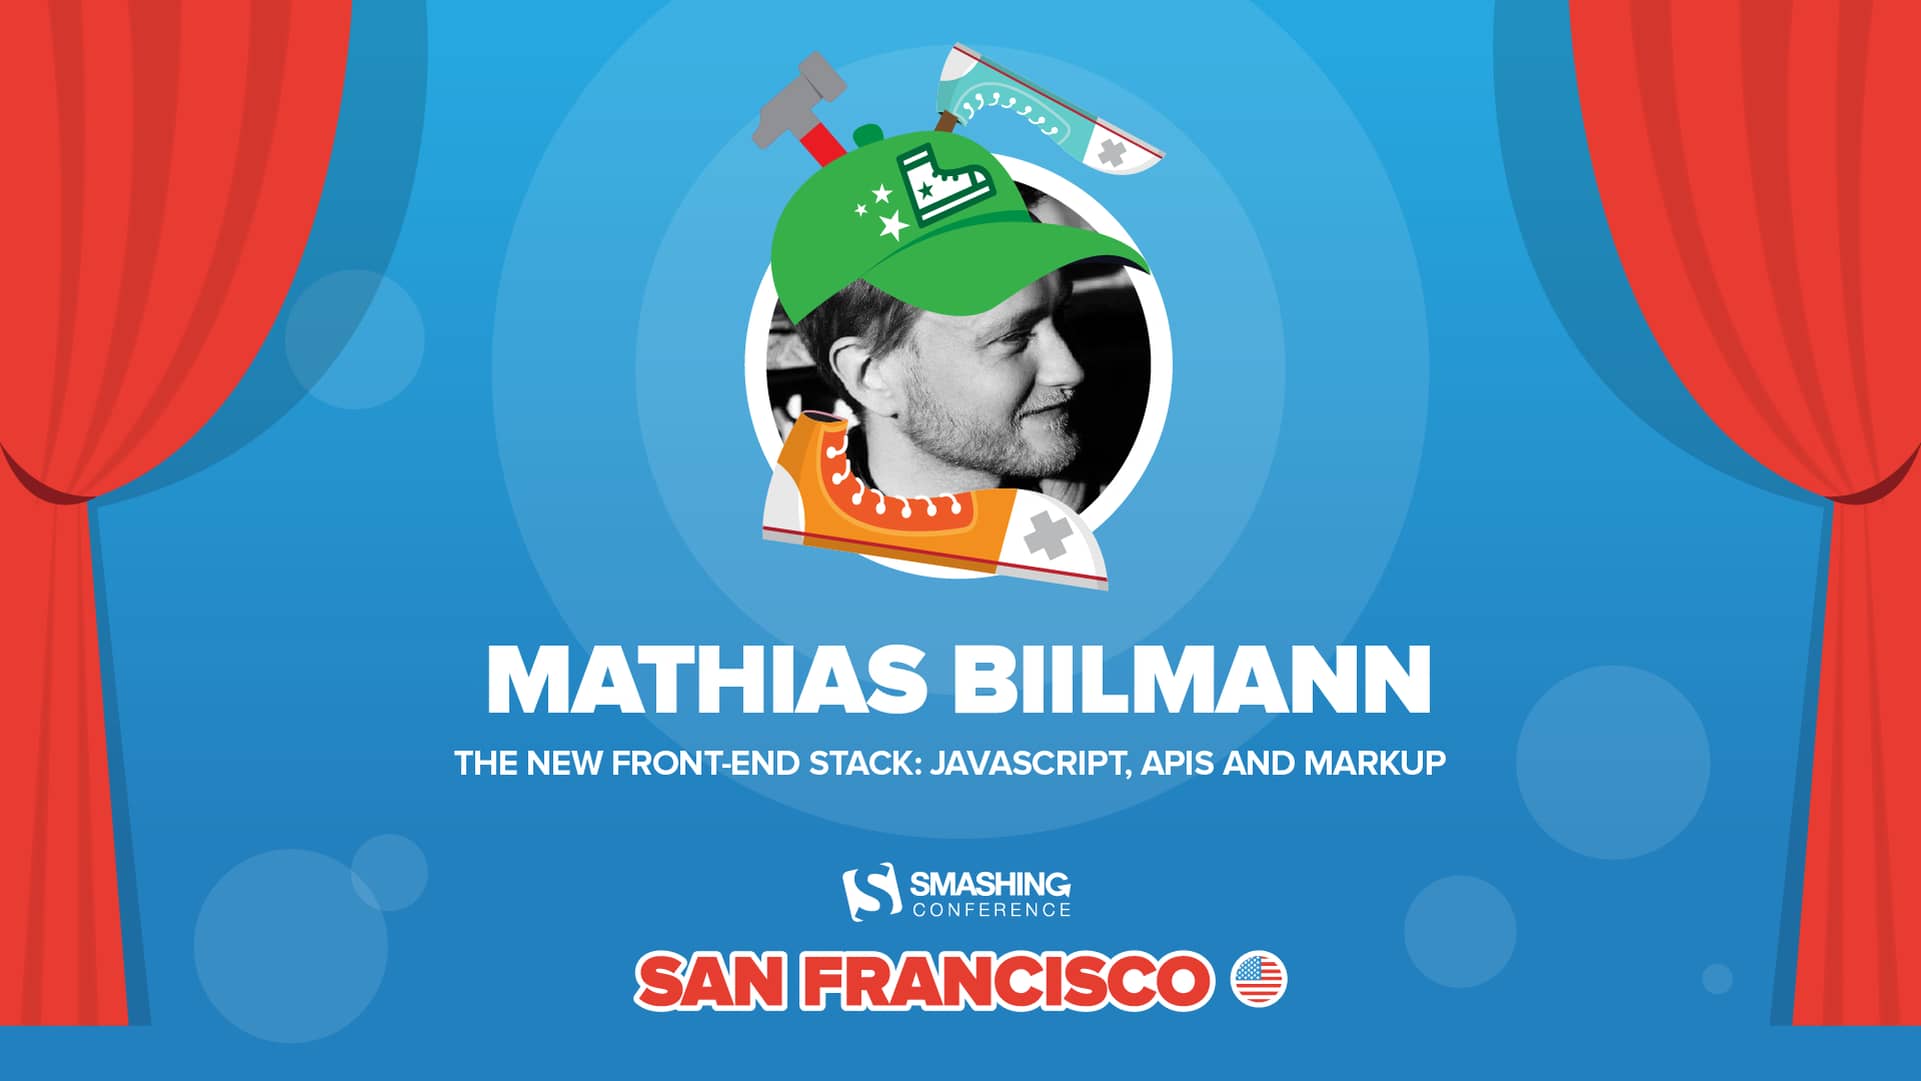 MATHIAS BIILMANN
THE NEW FRONT-END STACK: JAVASCRIPT, APIS AND MARKUP
S SMASHING
CONFERENCE
SAN FRANCISCO